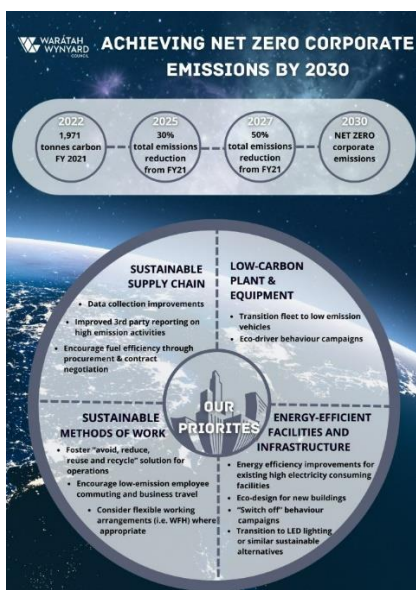 WARATAH
WYNYARD
COUNCIL
ACHIEVING NET ZERO CORPORATE
EMISSIONS BY 2030
2022
1,971
tonnes carbon
FY 2021
2025
30%
total emissions
reduction
from FY21
2027
50%
total emissions
reduction
from FY21
2030
NET ZERO
corporate
emissions
SUSTAINABLE
SUPPLY CHAIN
• Data collection improvements
• Improved 3rd party reporting on
high emission activities
• Encourage fuel efficiency through
procurement & contract
negotiation
LOW-CARBON
PLANT &
EQUIPMENT
• Transition fleet to low emission
vehicles
• Eco-driver behaviour campaigns
OUR
PRIORITES
SUSTAINABLE
METHODS OF WORK
• Foster "avoid, reduce,
reuse and recycle" solution for
operations
• Encourage low-emission employee
commuting and business travel
• Consider flexible working
arrangements (i.e. WFH) where
appropriate
ENERGY-EFFICIENT
FACILITIES AND
INFRASTRUCTURE
• Energy efficiency improvements for
existing high electricity consuming
facilities
• Eco-design for new buildings
• "Switch off" behaviour
campaigns
• Transition to LED lighting
or similar sustainable
alternatives